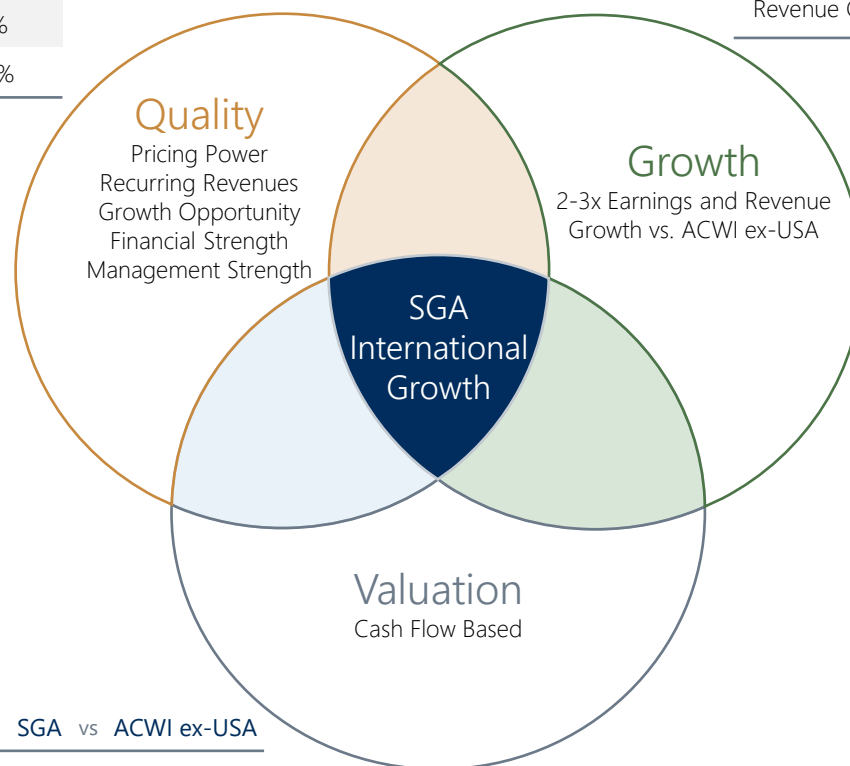 %
Revenue
%
Quality
Pricing Power
Recurring Revenues
Growth Opportunity
Financial Strength
Management Strength
Growth
2-3x Earnings and Revenue
Growth vs. ACWI ex-USA
SGA
International
Growth
Valuation
Cash Flow Based
SGA vs ACWI ex-USA